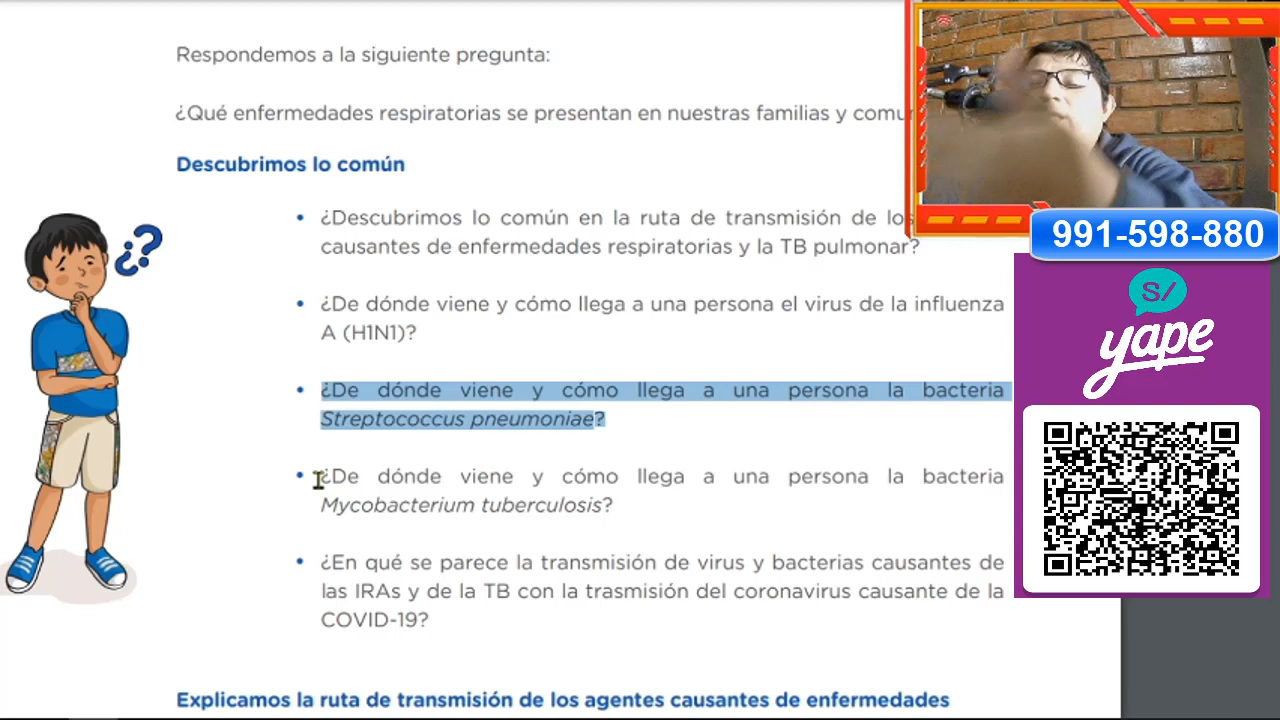 Respondemos a la siguiente pregunta:
¿Qué enfermedades respiratorias se presentan en nuestras familias y
Descubrimos lo común
¿?
• ¿Descubrimos lo común en la ruta de transmisión de
causantes de enfermedades respiratorias y la TB pulmonar?
• ¿De dónde viene y cómo llega a una persona el virus de la influenza
A (H1N1)?
• ¿De dónde viene y cómo llega a una persona la bacteria
Streptococcus pneumoniae?
• ¿De dónde viene y cómo llega a una persona la bacteria
Mycobacterium tuberculosis?
• ¿En qué se parece la transmisión de virus y bacterias causantes de
las IRAs y de la TB con la trasmisión del coronavirus causante de la
COVID-19?
Explicamos la ruta de transmisión de los agentes causantes de enfermedades
991-598-880
S/
yape